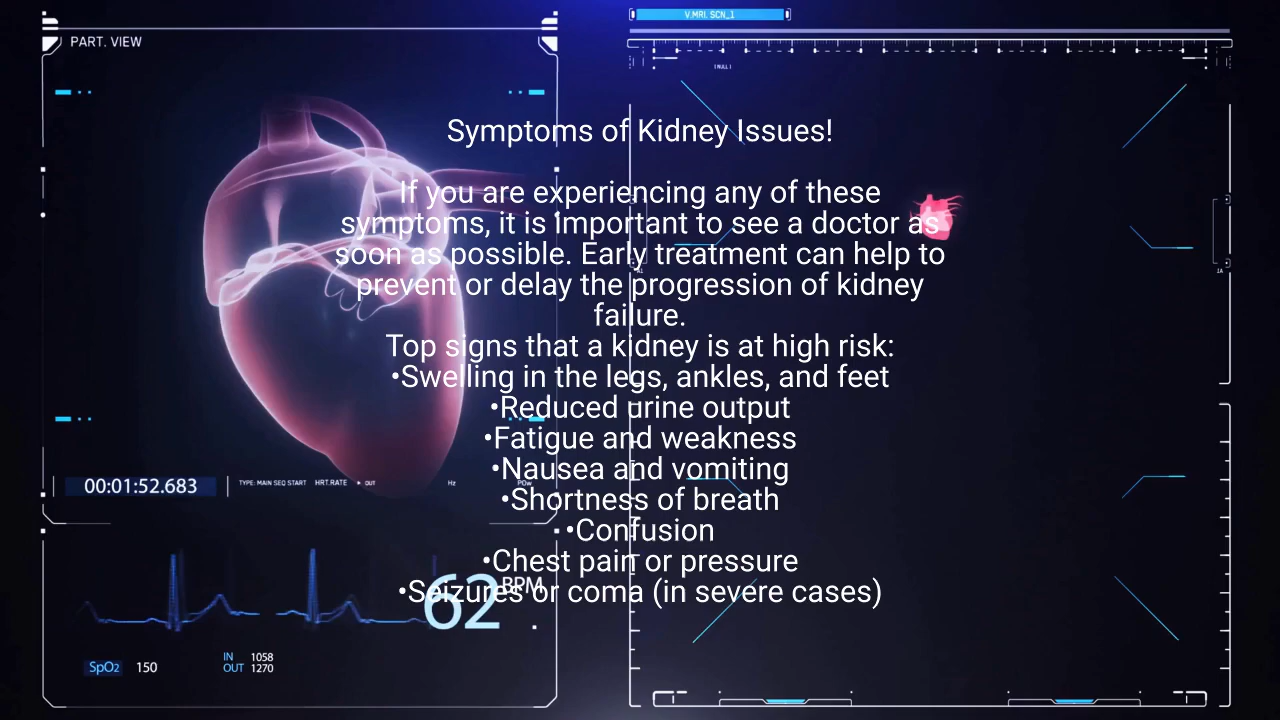 V.MRI. SCN_1
PART. VIEW
[NULL]
Symptoms of Kidney Issues!
If you are experiencing any of these
symptoms, it is important to see a doctor as
soon as possible. Early treatment can help to
prevent or delay the progression of kidney
failure.
Top signs that a kidney is at high risk:
•Swelling in the legs, ankles, and feet
•Reduced urine output
•Fatigue and weakness
•Nausea and vomiting
•Shortness of breath
•Confusion
•Chest pain or pressure
•Seizures or coma (in severe cases)
00:01:52.683
TYPE: MAIN SEQ START HRT.RATE OUT Hz POw
62 BPM
SpO2 150
IN 1058
OUT 1270